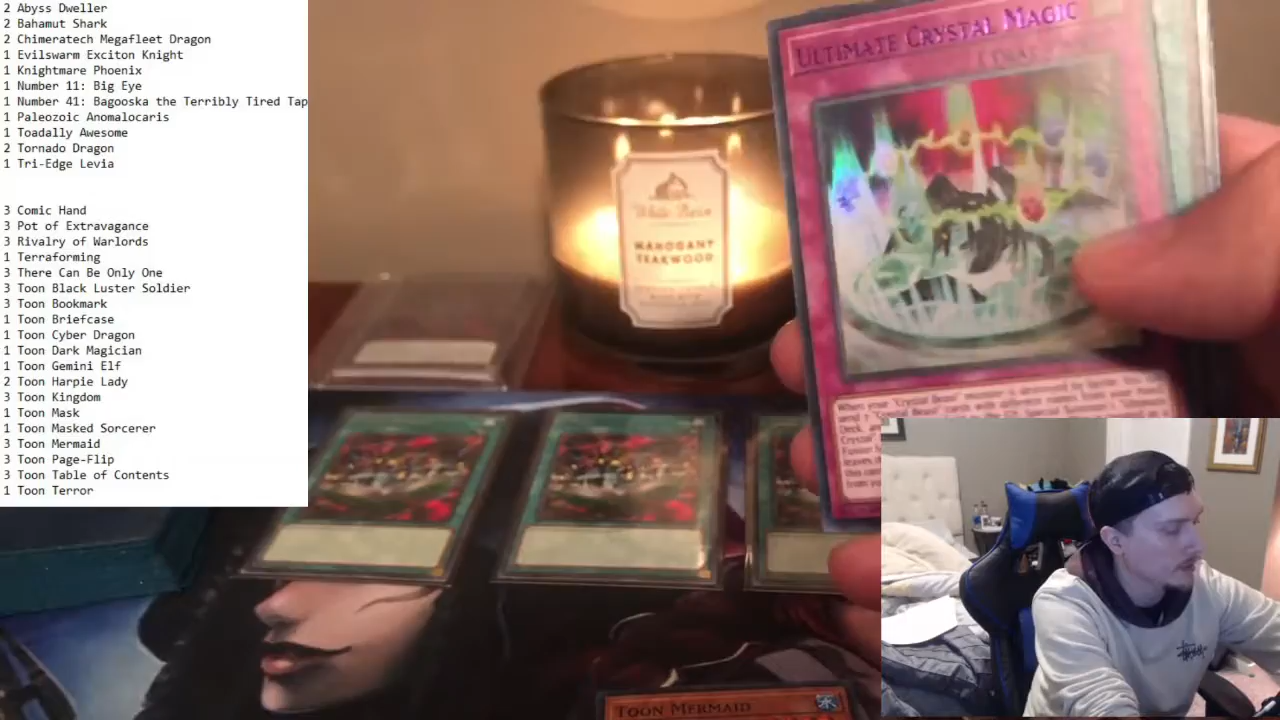 2 Abyss Dweller
2 Bahamut Shark
2 Chimeratech Megafleet Dragon
1 Evilswarm Exciton Knight
1 Knightmare Phoenix
1 Number 11: Big Eye
1 Number 41: Bagooska the Terribly Tired Tap
1 Paleozoic Anomalocaris
1 Toadally Awesome
2 Tornado Dragon
1 Tri-Edge Levia
3 Comic Hand
3 Pot of Extravagance
3 Rivalry of Warlords
1 Terraforming
3 There Can Be Only One
3 Toon Black Luster Soldier
3 Toon Bookmark
1 Toon Briefcase
1 Toon Cyber Dragon
1 Toon Dark Magician
1 Toon Gemini Elf
2 Toon Harpie Lady
3 Toon Kingdom
1 Toon Mask
1 Toon Masked Sorcerer
3 Toon Mermaid
3 Toon Page-Flip
3 Toon Table of Contents
1 Toon Terror
ULTIMATE CRYSTAL MAGIC
White Barn
MAHOGANY
TEAKWOOD
TOON MERMAID